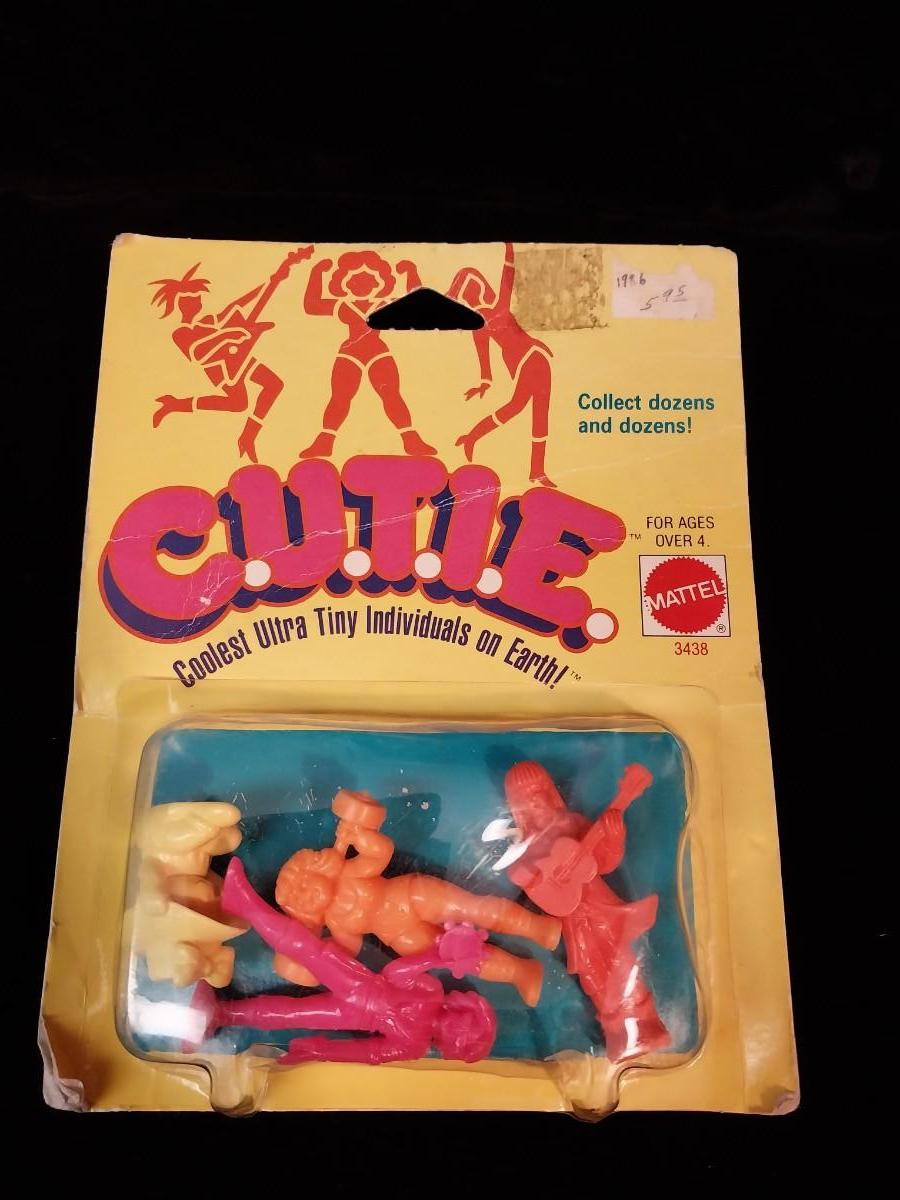 1986
5 95
Collect dozens
and dozens!
C.U.T.I.E.™
Coolest Ultra Tiny Individuals on Earth!™
FOR AGES
OVER 4.
MATTEL®
3438